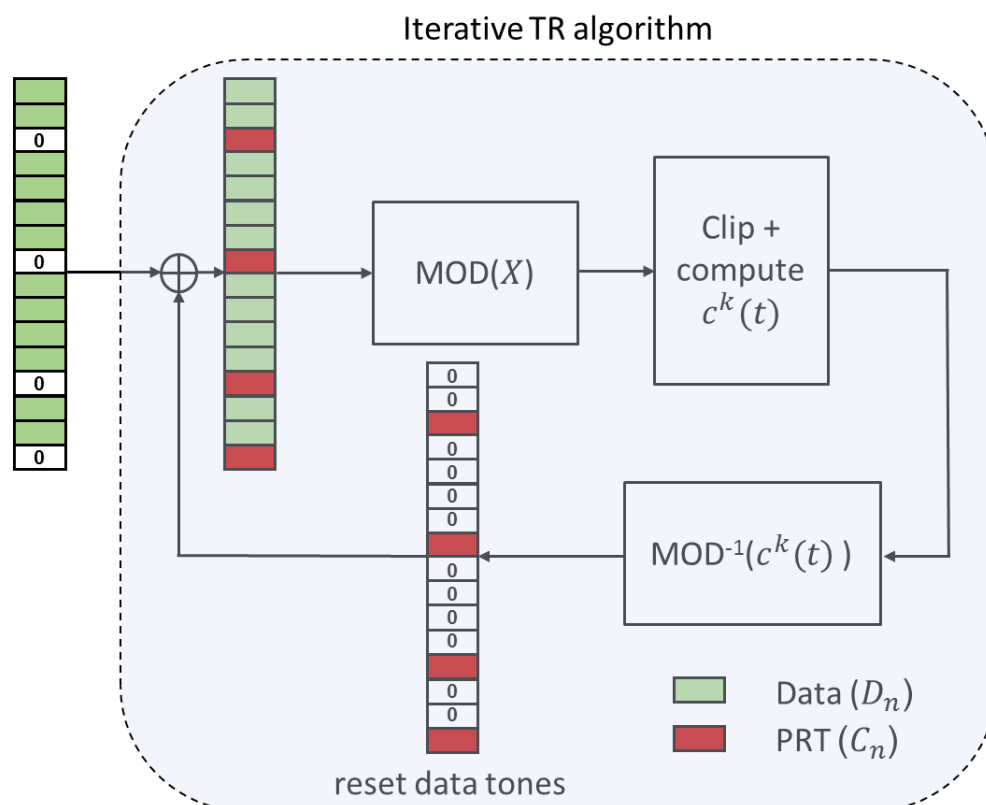 Iterative TR algorithm
0
0
0
0
MOD(X)
Clip +
compute
c^k(t)
0
0
0
0
0
0
0
0
0
0
0
0
MOD^-1(c^k(t) )
Data (D_n)
PRT (C_n)
reset data tones